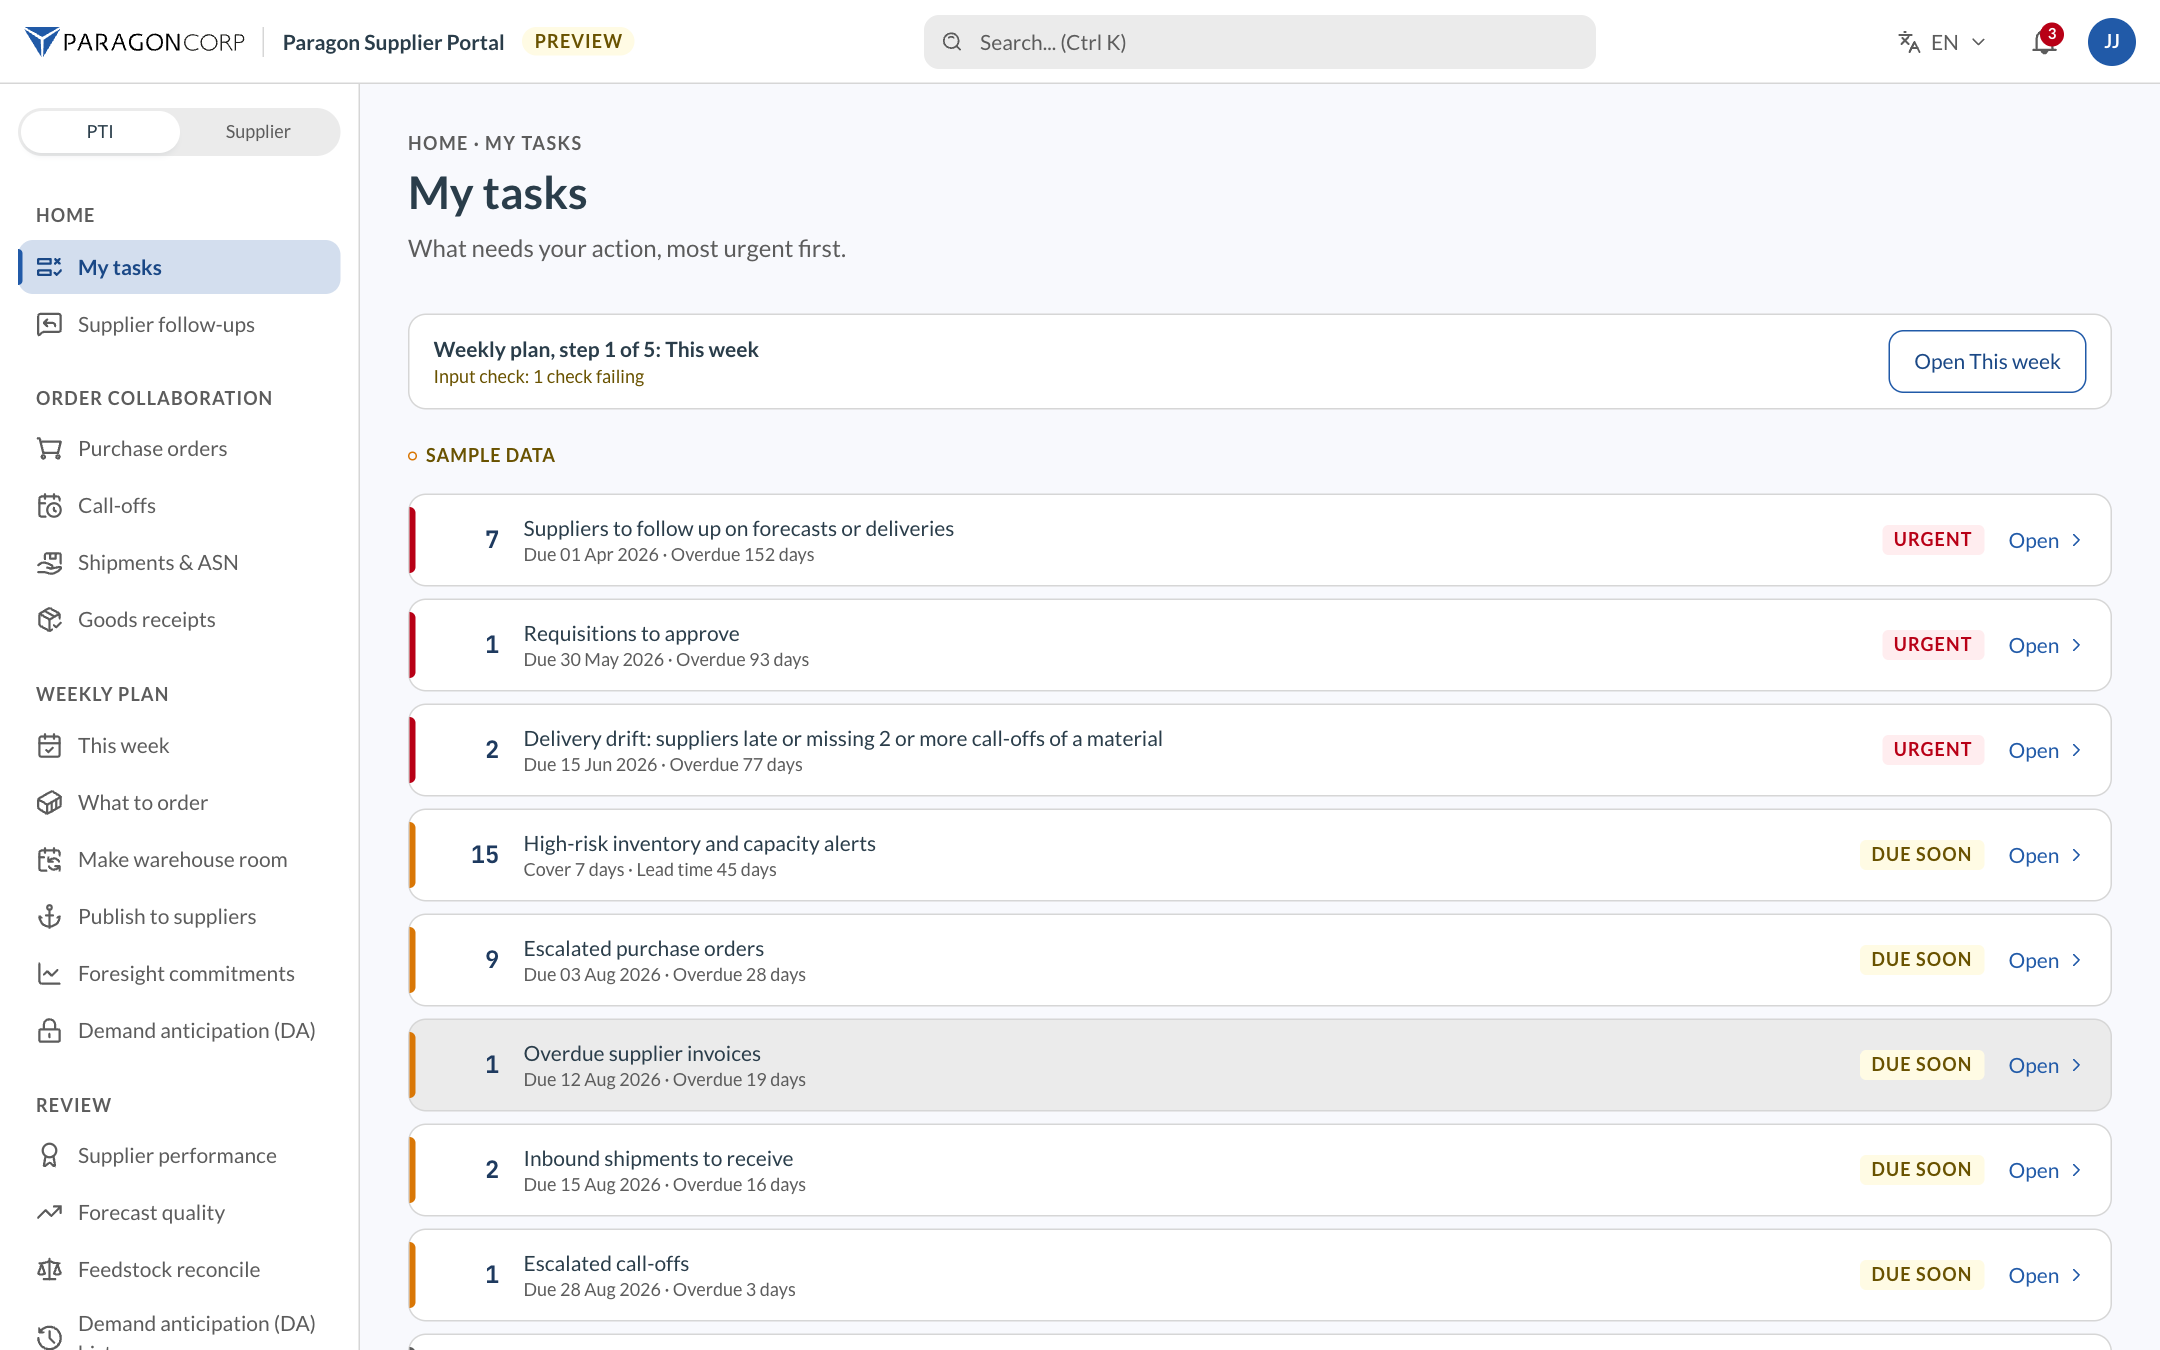 PARAGONCORP
Paragon Supplier Portal
PREVIEW
Search... (Ctrl K)
EN
3
JJ
PTI
Supplier
HOME
My tasks
Supplier follow-ups
ORDER COLLABORATION
Purchase orders
Call-offs
Shipments & ASN
Goods receipts
WEEKLY PLAN
This week
What to order
Make warehouse room
Publish to suppliers
Foresight commitments
Demand anticipation (DA)
REVIEW
Supplier performance
Forecast quality
Feedstock reconcile
Demand anticipation (DA)
HOME · MY TASKS
My tasks
What needs your action, most urgent first.
Weekly plan, step 1 of 5: This week
Input check: 1 check failing
Open This week
SAMPLE DATA
7
Suppliers to follow up on forecasts or deliveries
Due 01 Apr 2026 · Overdue 152 days
URGENT
Open
1
Requisitions to approve
Due 30 May 2026 · Overdue 93 days
URGENT
Open
2
Delivery drift: suppliers late or missing 2 or more call-offs of a material
Due 15 Jun 2026 · Overdue 77 days
URGENT
Open
15
High-risk inventory and capacity alerts
Cover 7 days · Lead time 45 days
DUE SOON
Open
9
Escalated purchase orders
Due 03 Aug 2026 · Overdue 28 days
DUE SOON
Open
1
Overdue supplier invoices
Due 12 Aug 2026 · Overdue 19 days
DUE SOON
Open
2
Inbound shipments to receive
Due 15 Aug 2026 · Overdue 16 days
DUE SOON
Open
1
Escalated call-offs
Due 28 Aug 2026 · Overdue 3 days
DUE SOON
Open